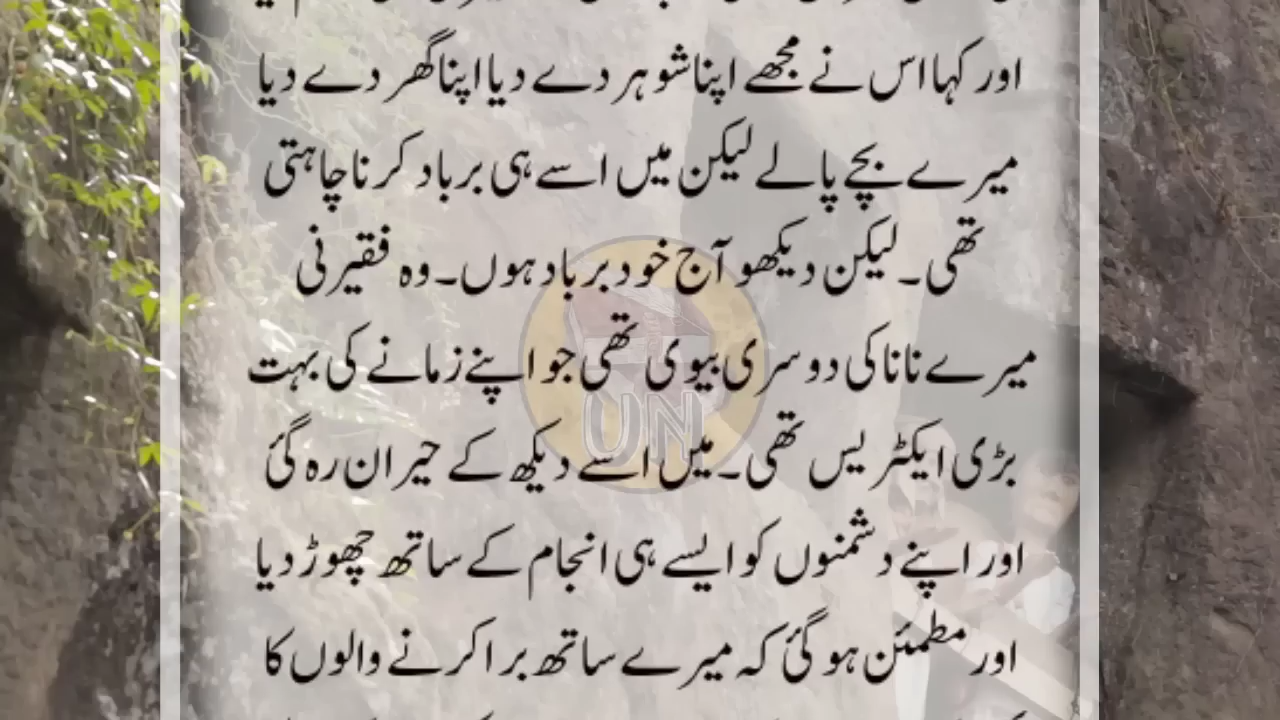 اور کہا اس نے مجھے اپنا شوہر دے دیا اپنا گھر دے دیا
میرے بچے پالے لیکن میں اسے ہی برباد کرنا چاہتی
تھی۔ لیکن دیکھو آج خود برباد ہوں۔ وہ فقیرنی
میرے نانا کی دوسری بیوی تھی جو اپنے زمانے کی بہت
بڑی ایکٹریس تھی۔ میں اسے دیکھ کے حیران رہ گئی
اور اپنے دشمنوں کو ایسے ہی انجام کے ساتھ چھوڑ دیا
اور مطمئن ہو گئی کہ میرے ساتھ برا کرنے والوں کا
UN